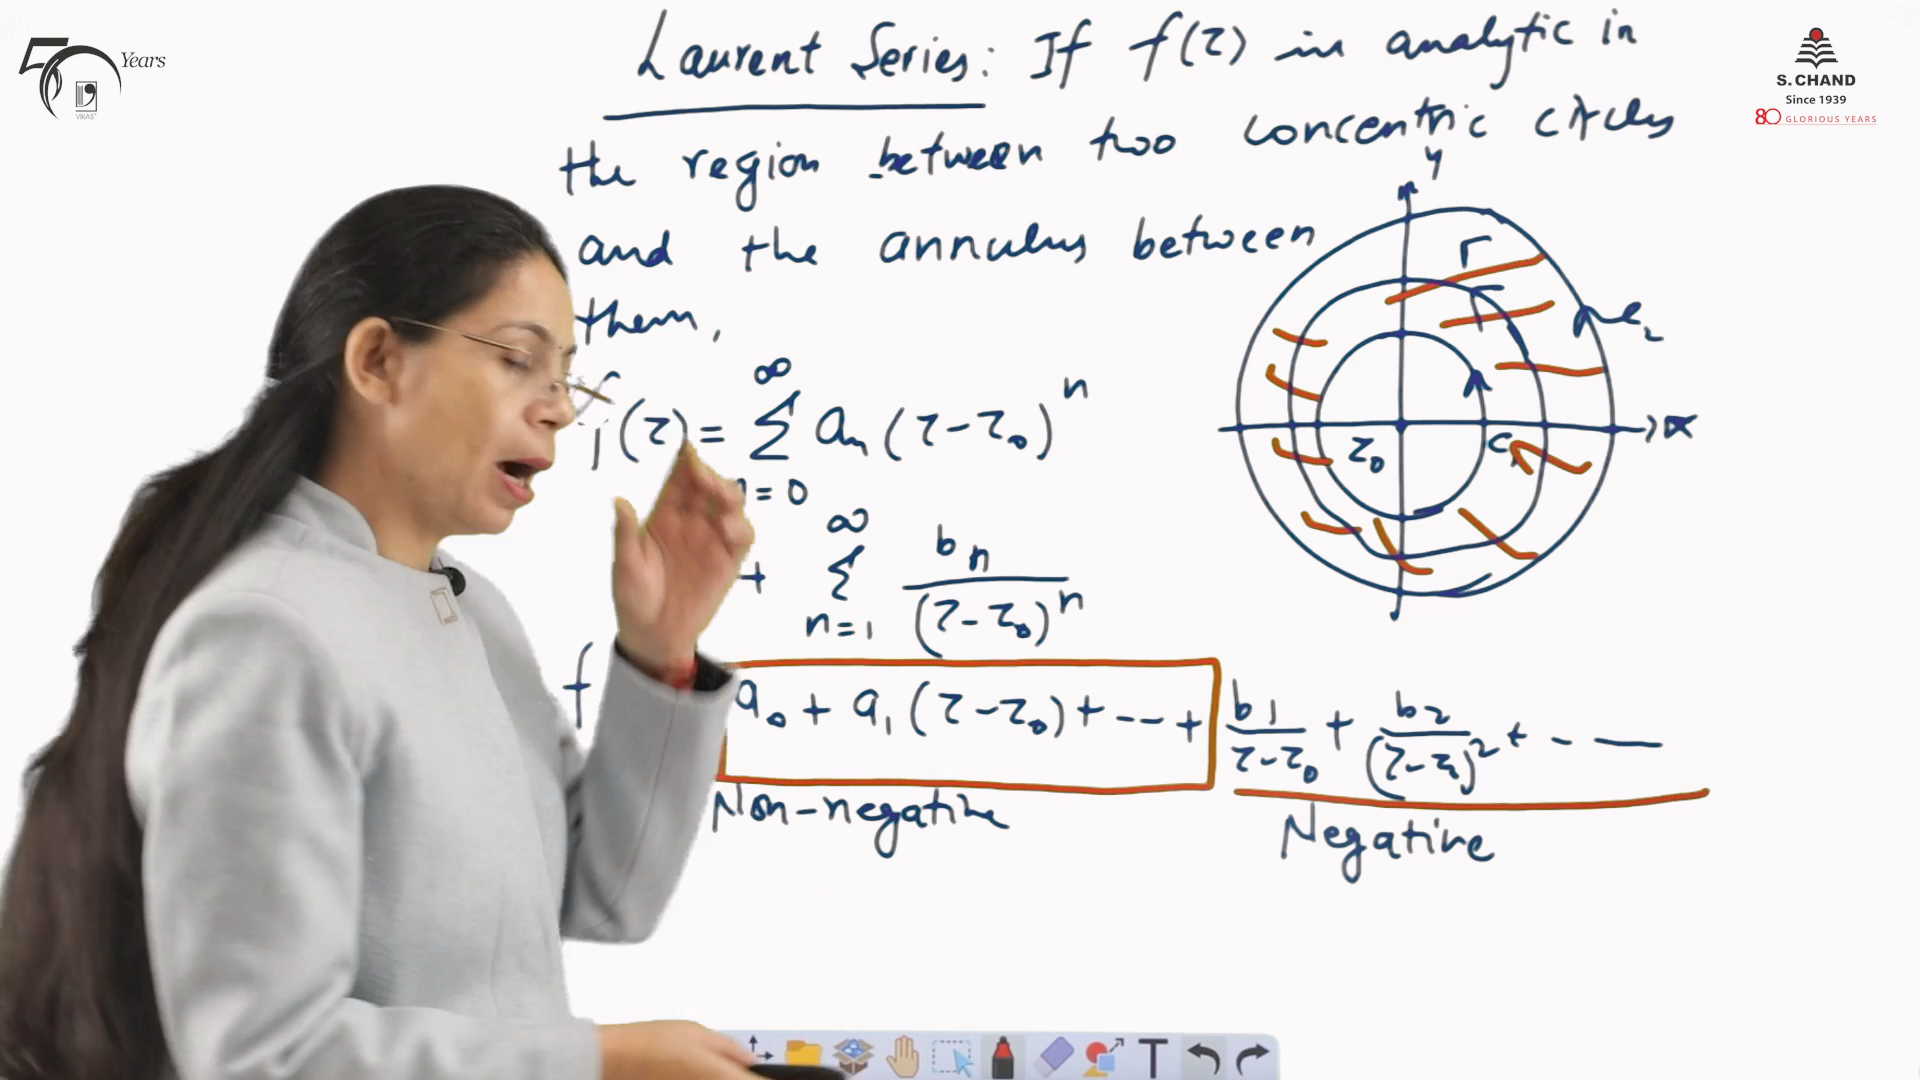 50 Years
VIKAS
S. CHAND
Since 1939
80 GLORIOUS YEARS
Laurent Series: If f(z) is analytic in
the region between two concentric circles
and the annulus between
them,
f(z) = ∞ Σ n=0 aₙ (z-z₀)ⁿ
+ ∞ Σ n=1 bₙ/(z-z₀)ⁿ
f a₀ + a₁(z-z₀) + --- + b₁/(z-z₀) + b₂/(z-z₀)² + - —
Non-negative
Negative
y
r
c₂
x
z₀
c₁
T